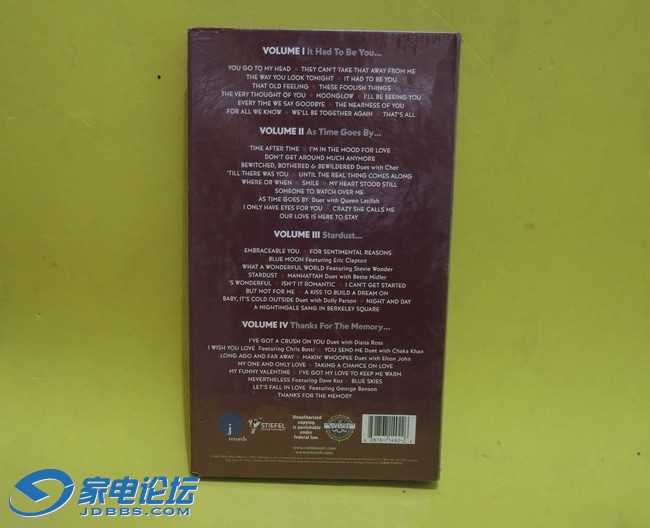 VOLUME I It Had To Be You...
YOU GO TO MY HEAD ★ THEY CAN'T TAKE THAT AWAY FROM ME
THE WAY YOU LOOK TONIGHT ★ IT HAD TO BE YOU
THAT OLD FEELING ★ THESE FOOLISH THINGS
THE VERY THOUGHT OF YOU ★ MOONGLOW ★ I'LL BE SEEING YOU
EVERY TIME WE SAY GOODBYE ★ THE NEARNESS OF YOU
FOR ALL WE KNOW ★ WE'LL BE TOGETHER AGAIN ★ THAT'S ALL
VOLUME II As Time Goes By...
TIME AFTER TIME ★ I'M IN THE MOOD FOR LOVE
DON'T GET AROUND MUCH ANYMORE
BEWITCHED, BOTHERED & BEWILDERED Duet with Cher
'TILL THERE WAS YOU ★ UNTIL THE REAL THING COMES ALONG
WHERE OR WHEN ★ SMILE ★ MY HEART STOOD STILL
SOMEONE TO WATCH OVER ME
AS TIME GOES BY Duet with Queen Latifah
I ONLY HAVE EYES FOR YOU ★ CRAZY SHE CALLS ME
OUR LOVE IS HERE TO STAY
VOLUME III Stardust...
EMBRACEABLE YOU ★ FOR SENTIMENTAL REASONS
BLUE MOON Featuring Eric Clapton
WHAT A WONDERFUL WORLD Featuring Stevie Wonder
STARDUST ★ MANHATTAN Duet with Bette Midler
'S WONDERFUL ★ ISN'T IT ROMANTIC ★ I CAN'T GET STARTED
BUT NOT FOR ME ★ A KISS TO BUILD A DREAM ON
BABY, IT'S COLD OUTSIDE Duet with Dolly Parton ★ NIGHT AND DAY
A NIGHTINGALE SANG IN BERKELEY SQUARE
VOLUME IV Thanks For The Memory...
I'VE GOT A CRUSH ON YOU Duet with Diana Ross
I WISH YOU LOVE Featuring Chris Botti ★ YOU SEND ME Duet with Chaka Khan
LONG AGO AND FAR AWAY ★ MAKIN' WHOOPEE Duet with Elton John
MY ONE AND ONLY LOVE ★ TAKING A CHANCE ON LOVE
MY FUNNY VALENTINE ★ I'VE GOT MY LOVE TO KEEP ME WARM
NEVERTHELESS Featuring Dave Koz ★ BLUE SKIES
LET'S FALL IN LOVE Featuring George Benson
THANKS FOR THE MEMORY
j records
STIEFEL
Unauthorized
copying
is punishable
under
federal law.
www.rodstewart.com
www.jrecords.com
家电论坛
JDBBS.COM